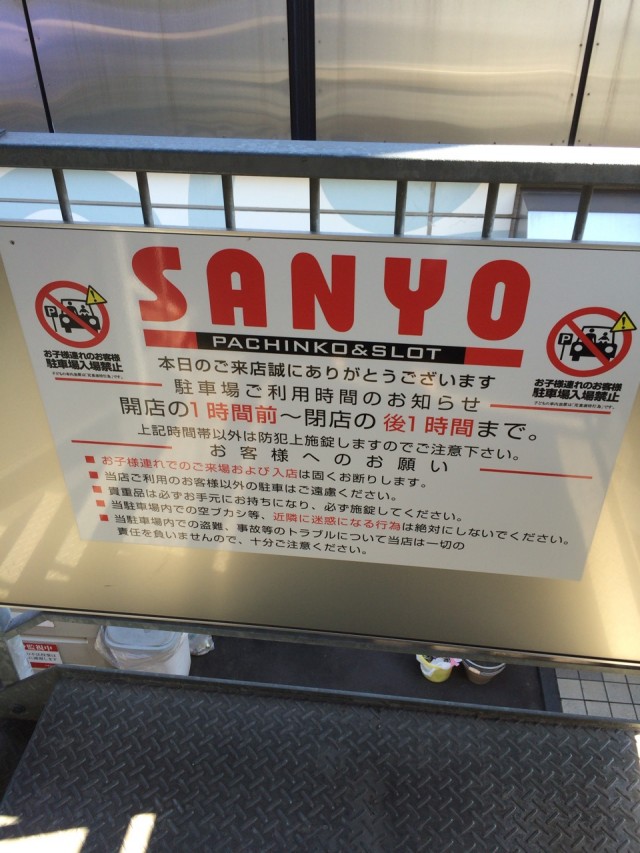 SANYO
PACHINKO&SLOT
お子様連れのお客様
駐車場入場禁止
お子様連れのお客様
駐車場入場禁止
本日のご来店誠にありがとうございます
駐車場ご利用時間のお知らせ
開店の1時間前〜閉店の後1時間まで。
上記時間帯以外は防犯上施錠しますのでご注意下さい。
お客様へのお願い
■お子様連れでのご来場および入店は固くお断りします。
■当店ご利用のお客様以外の駐車はご遠慮ください。
■貴重品は必ずお手元にお持ちになり、必ず施錠してください。
■当駐車場内での空ブカシ等、近隣に迷惑になる行為は絶対にしないでください。
■当駐車場内での盗難、事故等のトラブルについて当店は一切の
責任を負いませんので、十分ご注意ください。
監視中